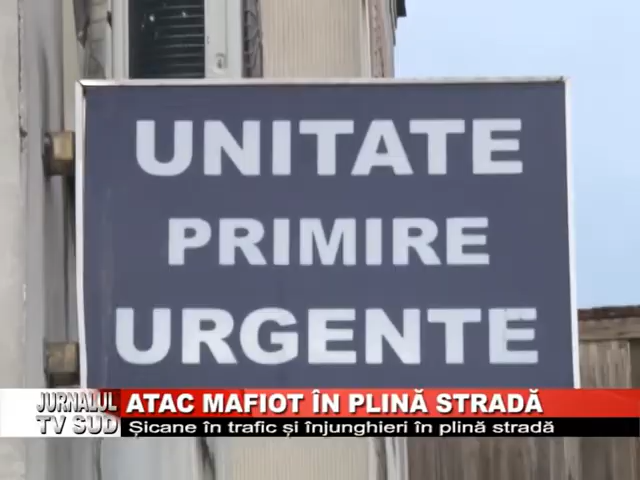 UNITATE
PRIMIRE
URGENTE
JURNALUL
TV SUD
ATAC MAFIOT ÎN PLINĂ STRADĂ
Șicane în trafic și înjunghieri în plină stradă